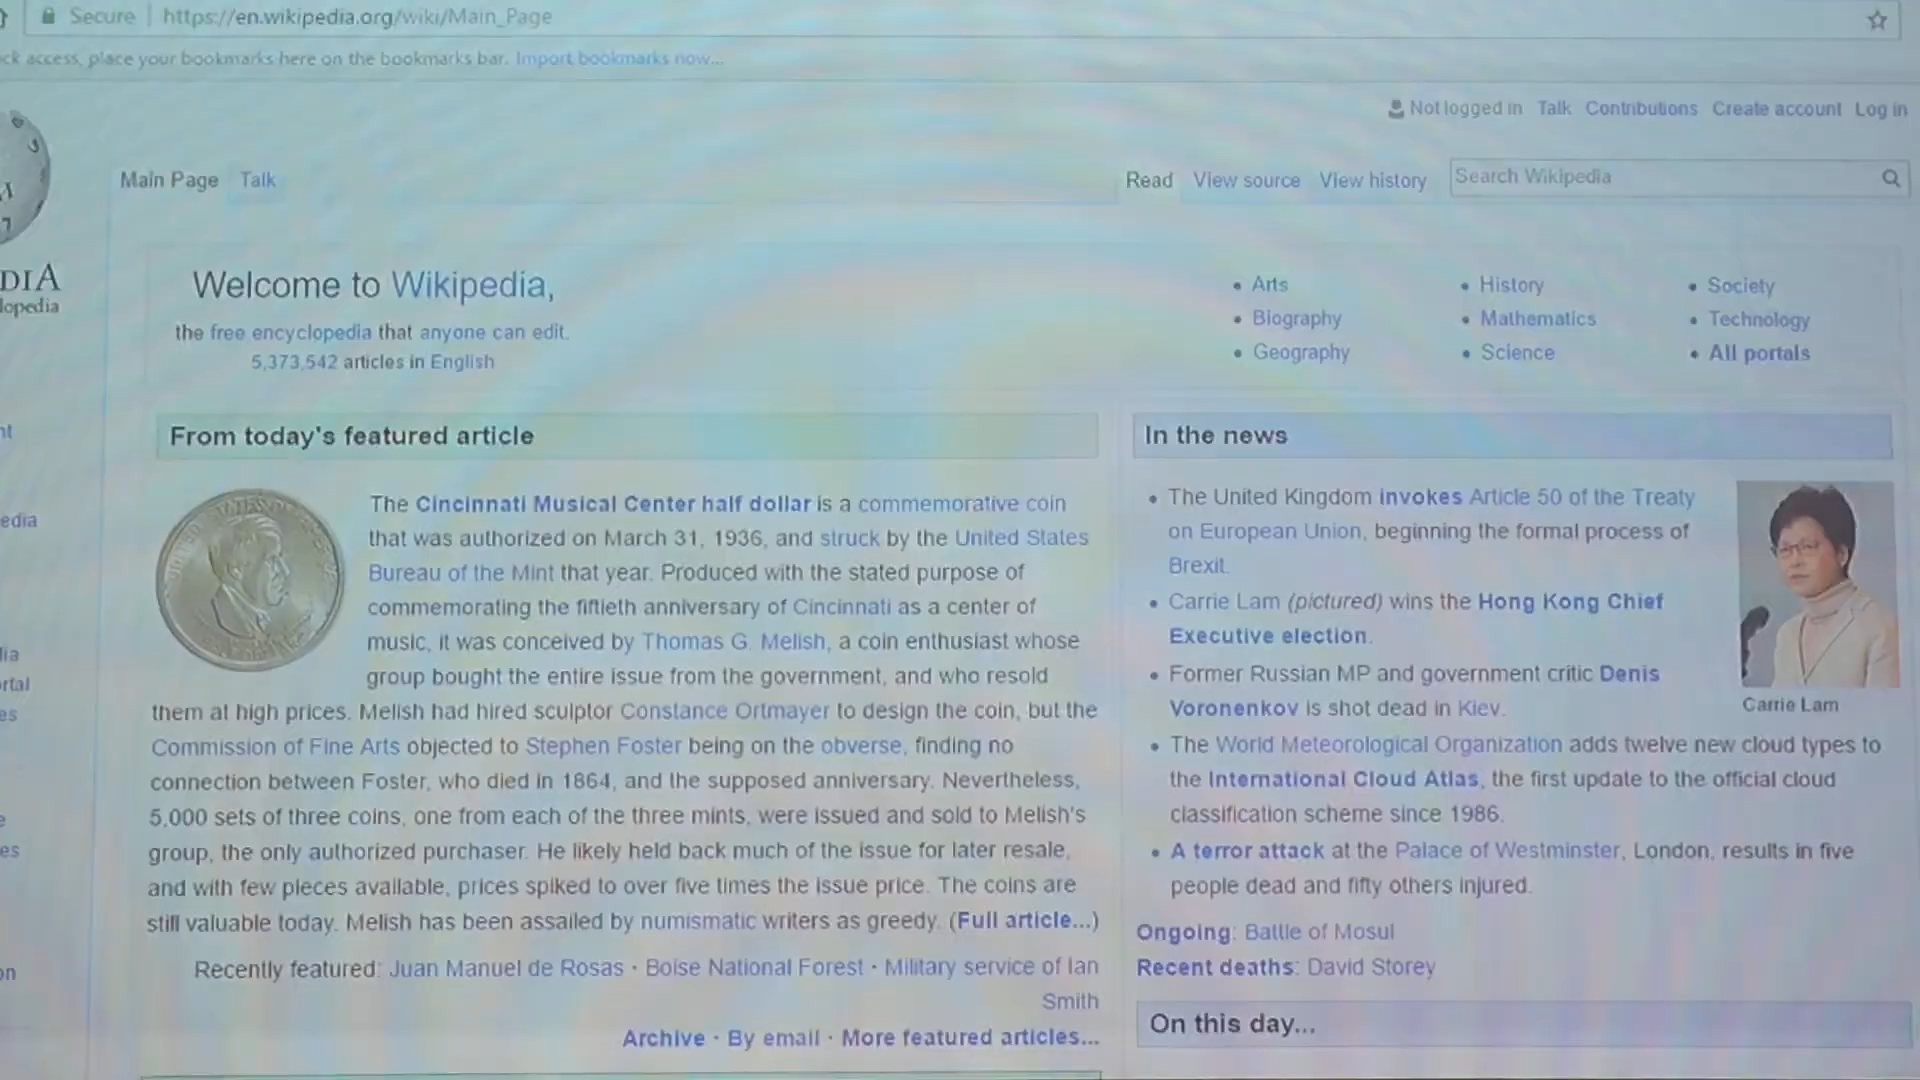 Secure | https://en.wikipedia.org/wiki/Main_Page
ck access, place your bookmarks here on the bookmarks bar. Import bookmarks now...
Not logged in Talk Contributions Create account Log in
Main Page Talk
Read View source View history Search Wikipedia
DIA
lopedia
Welcome to Wikipedia,
the free encyclopedia that anyone can edit.
5,373,542 articles in English
Arts
Biography
Geography
History
Mathematics
Science
Society
Technology
All portals
nt
edia
lia
rtal
es
e
es
on
From today's featured article
The Cincinnati Musical Center half dollar is a commemorative coin
that was authorized on March 31, 1936, and struck by the United States
Bureau of the Mint that year. Produced with the stated purpose of
commemorating the fiftieth anniversary of Cincinnati as a center of
music, it was conceived by Thomas G. Melish, a coin enthusiast whose
group bought the entire issue from the government, and who resold
them at high prices. Melish had hired sculptor Constance Ortmayer to design the coin, but the
Commission of Fine Arts objected to Stephen Foster being on the obverse, finding no
connection between Foster, who died in 1864, and the supposed anniversary. Nevertheless,
5,000 sets of three coins, one from each of the three mints, were issued and sold to Melish's
group, the only authorized purchaser. He likely held back much of the issue for later resale,
and with few pieces available, prices spiked to over five times the issue price. The coins are
still valuable today. Melish has been assailed by numismatic writers as greedy. (Full article...)
Recently featured: Juan Manuel de Rosas · Boise National Forest · Military service of Ian
Smith
Archive · By email · More featured articles...
In the news
The United Kingdom invokes Article 50 of the Treaty
on European Union, beginning the formal process of
Brexit.
Carrie Lam (pictured) wins the Hong Kong Chief
Executive election.
Former Russian MP and government critic Denis
Voronenkov is shot dead in Kiev.
Carrie Lam
The World Meteorological Organization adds twelve new cloud types to
the International Cloud Atlas, the first update to the official cloud
classification scheme since 1986.
A terror attack at the Palace of Westminster, London, results in five
people dead and fifty others injured.
Ongoing: Battle of Mosul
Recent deaths: David Storey
On this day...